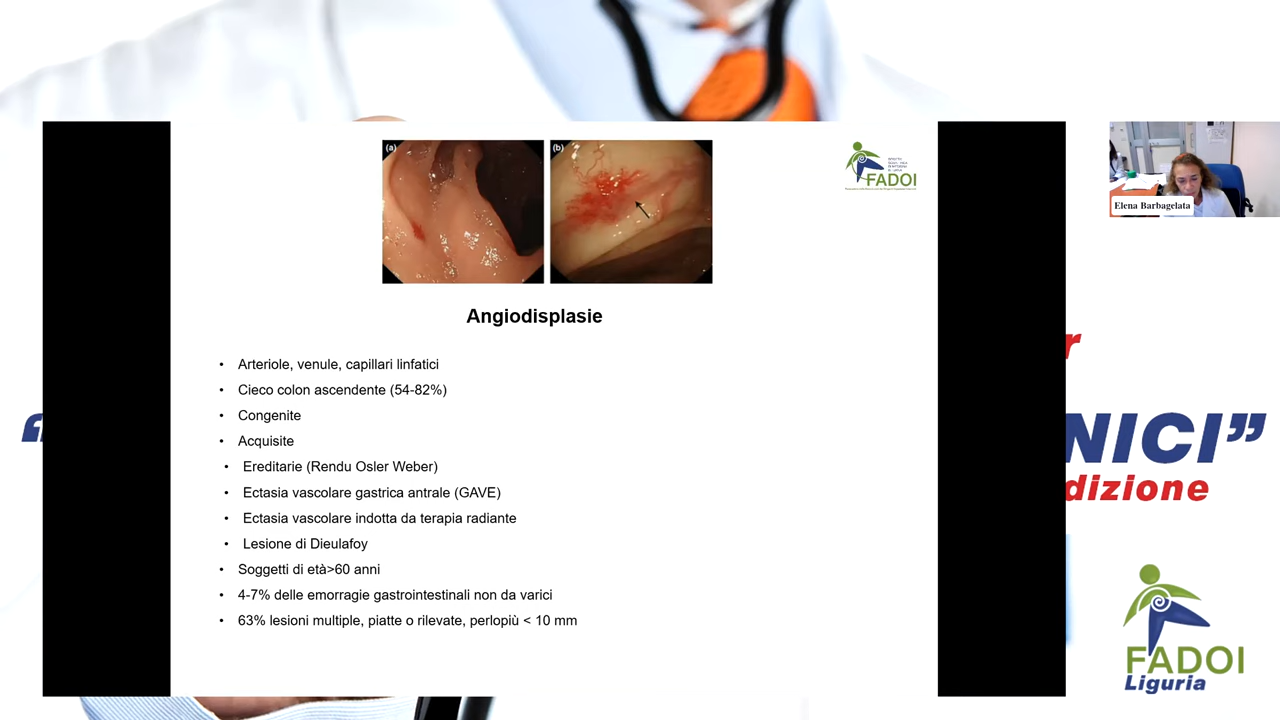 (a)
(b)
FADOI
Angiodisplasie
• Arteriole, venule, capillari linfatici
• Cieco colon ascendente (54-82%)
• Congenite
• Acquisite
• Ereditarie (Rendu Osler Weber)
• Ectasia vascolare gastrica antrale (GAVE)
• Ectasia vascolare indotta da terapia radiante
• Lesione di Dieulafoy
• Soggetti di età>60 anni
• 4-7% delle emorragie gastrointestinali non da varici
• 63% lesioni multiple, piatte o rilevate, perlopiù < 10 mm
Elena Barbagelata
r
“
NICI”
dizione
FADOI
Liguria